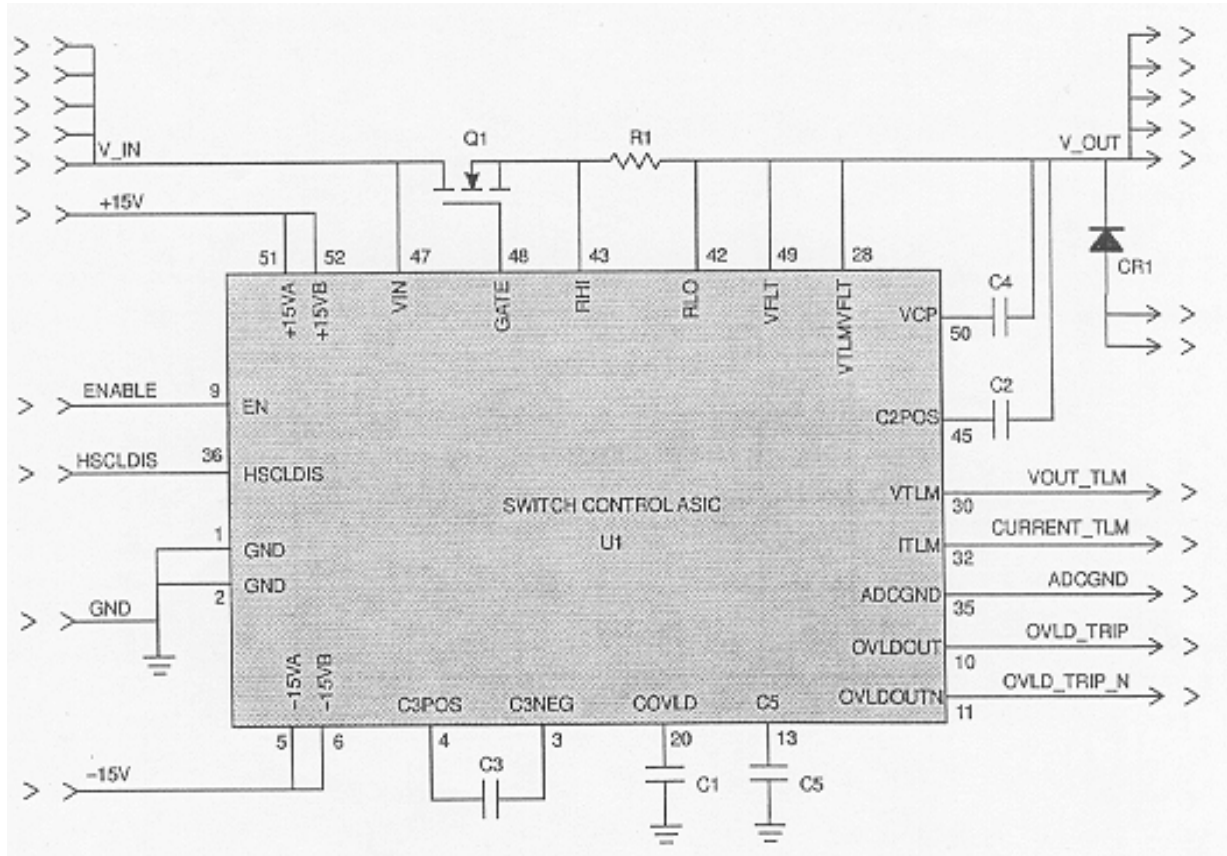 Q1
R1
V_IN
V_OUT
+15V
51
52
47
48
43
42
49
28
+15VA
+15VB
VIN
GATE
RHI
RLO
VFLT
VTLMVFLT
VCP
50
C4
CR1
C2
C2POS
45
ENABLE
9
EN
HSCLDIS
36
HSCLDIS
VTLM
30
VOUT_TLM
SWITCH CONTROL ASIC
U1
ITLM
32
CURRENT_TLM
1
GND
GND
2
GND
ADCGND
35
ADCGND
OVLDOUT
10
OVLD_TRIP
OVLDOUTN
11
OVLD_TRIP_N
-15VA
-15VB
C3POS
C3NEG
COVLD
C5
5
6
4
3
20
13
-15V
C3
C1
C5